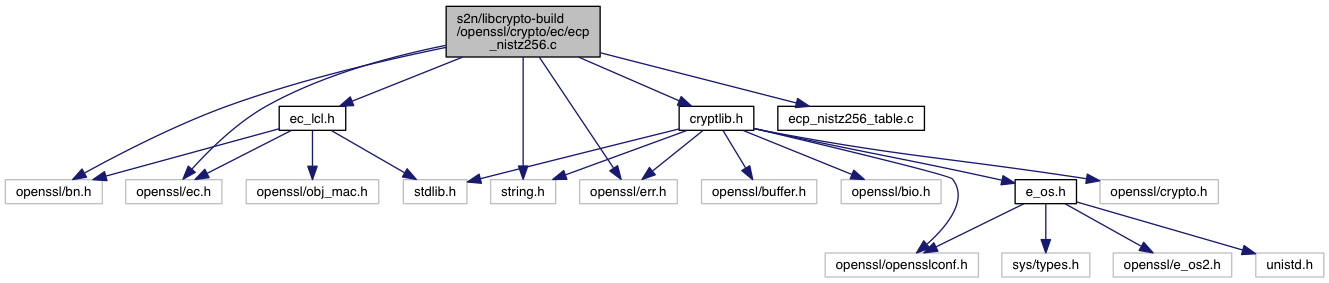 s2n/libcrypto-build
/openssl/crypto/ec/ecp
_nistz256.c
ec_lcl.h
cryptlib.h
ecp_nistz256_table.c
openssl/bn.h
openssl/ec.h
openssl/obj_mac.h
stdlib.h
string.h
openssl/err.h
openssl/buffer.h
openssl/bio.h
e_os.h
openssl/crypto.h
openssl/opensslconf.h
sys/types.h
openssl/e_os2.h
unistd.h